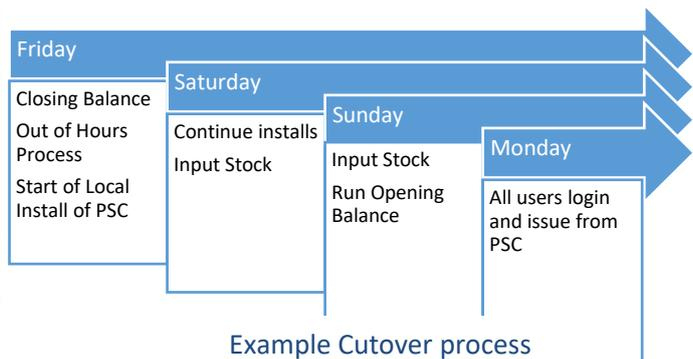 Friday
Closing Balance
Out of Hours
Process
Start of Local
Install of PSC
Saturday
Continue installs
Input Stock
Sunday
Input Stock
Run Opening
Balance
Monday
All users login
and issue from
PSC
Example Cutover process